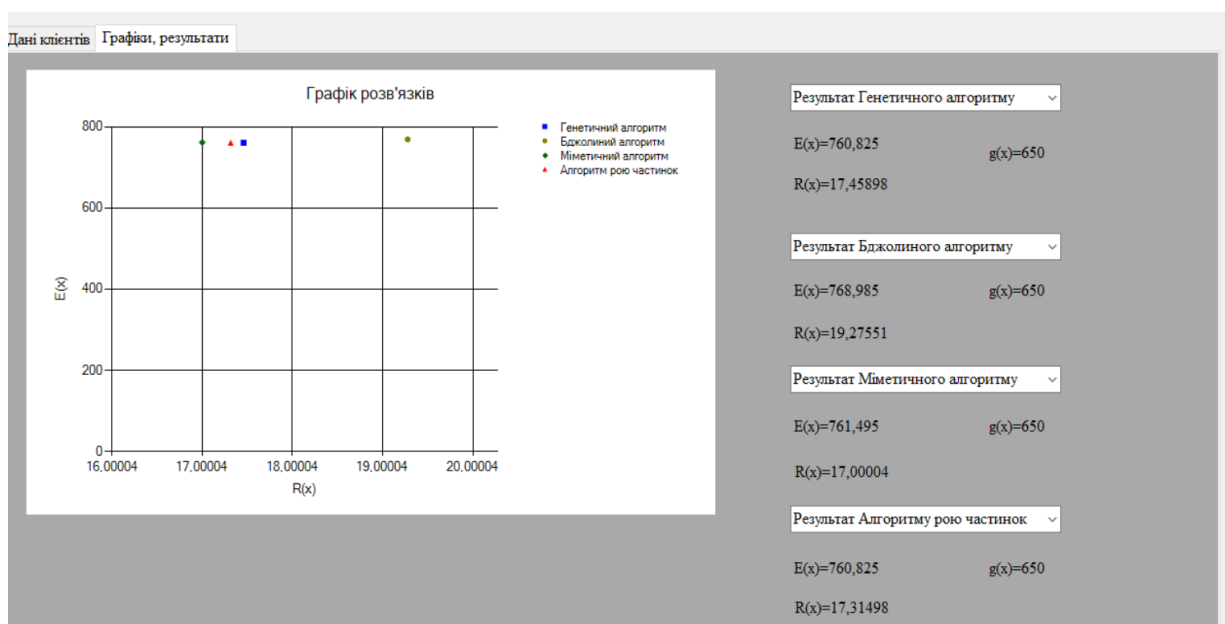 Дані клієнтів
Графіки, результати
Графік розв'язків
800
600
400
200
0
E(x)
16,00004
17,00004
18,00004
19,00004
20,00004
R(x)
Генетичний алгоритм
Бджолиний алгоритм
Міметичний алгоритм
Алгоритм рою частинок
Результат Генетичного алгоритму
E(x)=760,825
g(x)=650
R(x)=17,45898
Результат Бджолиного алгоритму
E(x)=768,985
g(x)=650
R(x)=19,27551
Результат Міметичного алгоритму
E(x)=761,495
g(x)=650
R(x)=17,00004
Результат Алгоритму рою частинок
E(x)=760,825
g(x)=650
R(x)=17,31498